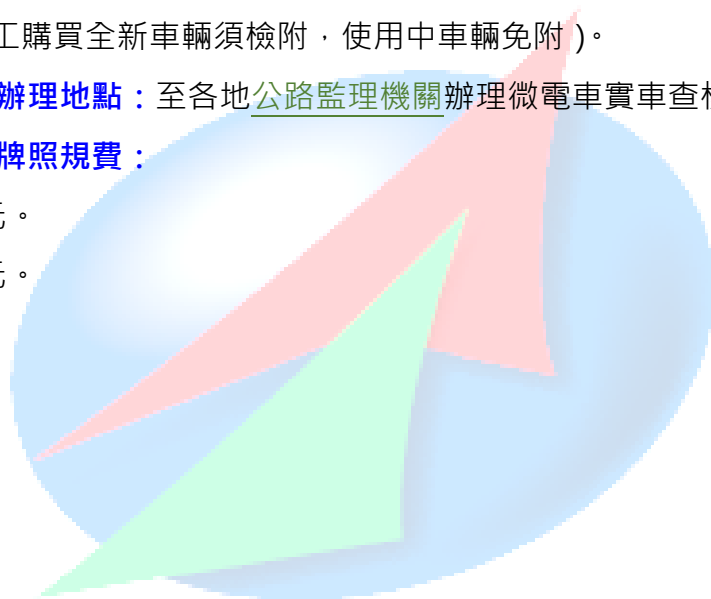 工購買全新車輛須檢附，使用中車輛免附 )。
辦理地點：至各地公路監理機關辦理微電車實車查
牌照規費：
元。
元。